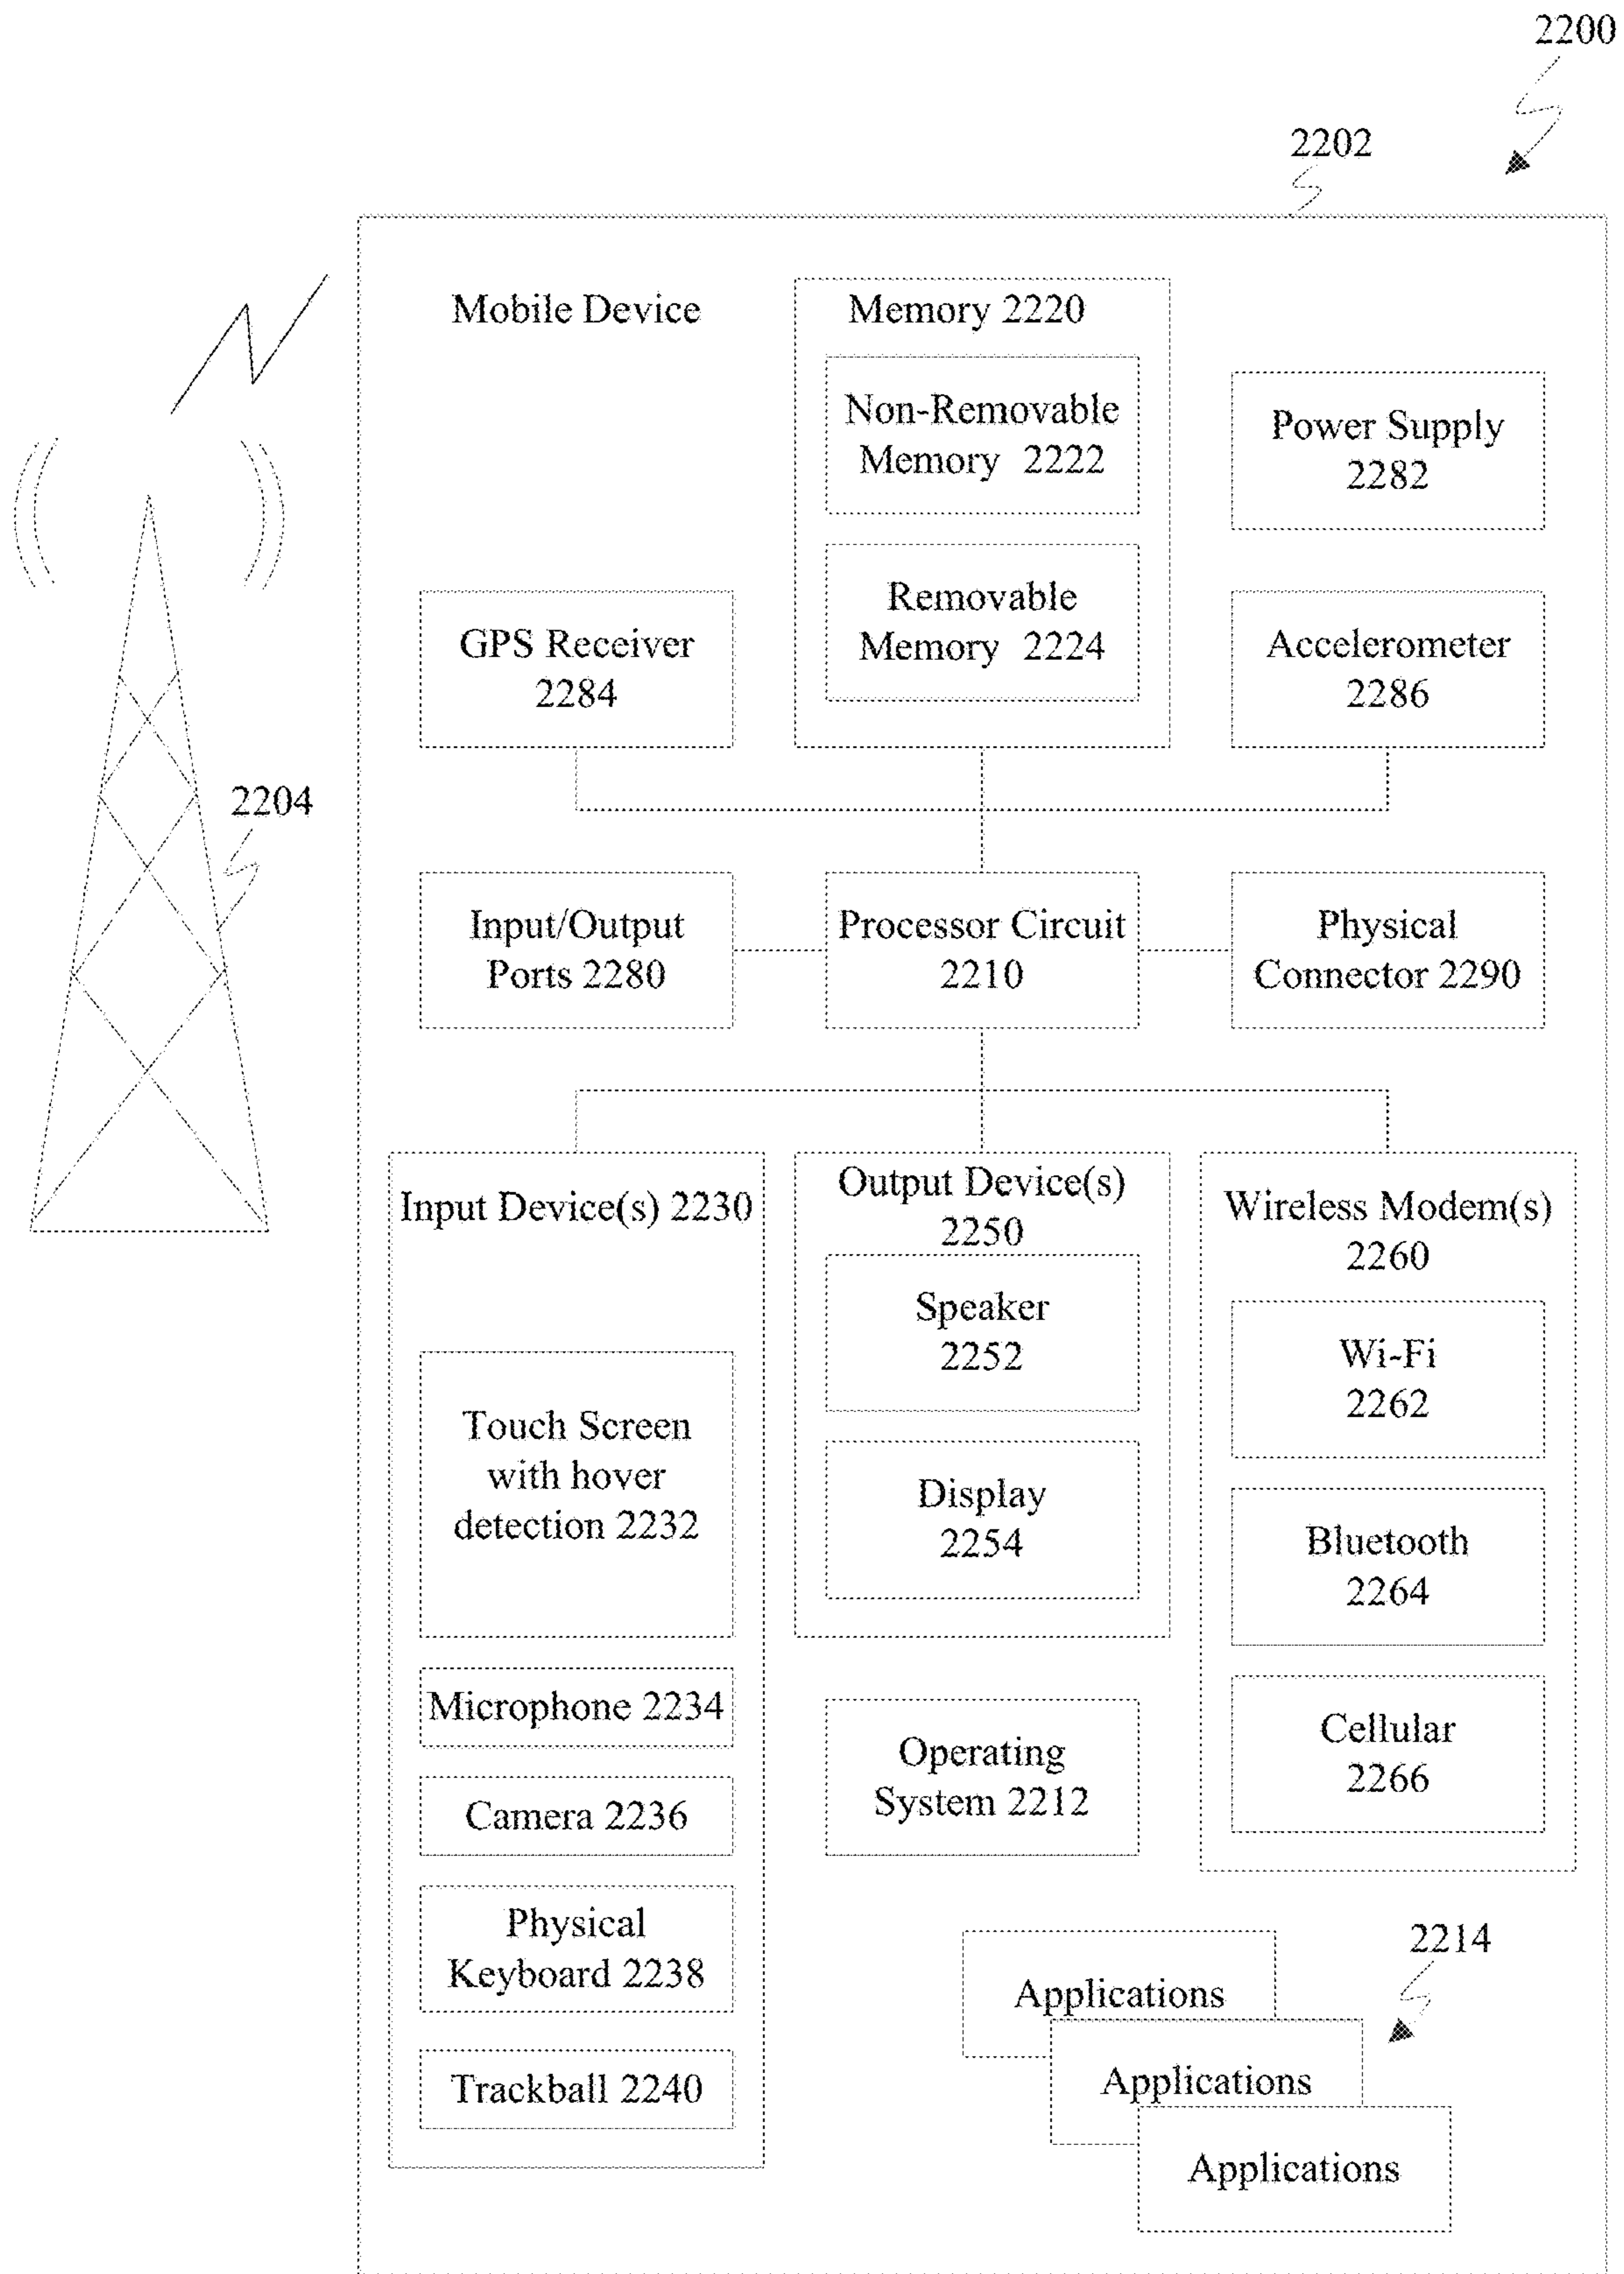 2200
2202
Mobile Device
Memory 2220
Non-Removable
Memory 2222
Power Supply
2282
Removable
Memory 2224
GPS Receiver
2284
Accelerometer
2286
2204
Input/Output
Ports 2280
Processor Circuit
2210
Physical
Connector 2290
Input Device(s) 2230
Touch Screen
with hover
detection 2232
Microphone 2234
Camera 2236
Physical
Keyboard 2238
Trackball 2240
Output Device(s)
2250
Speaker
2252
Display
2254
Operating
System 2212
Wireless Modem(s)
2260
Wi-Fi
2262
Bluetooth
2264
Cellular
2266
2214
Applications
Applications
Applications